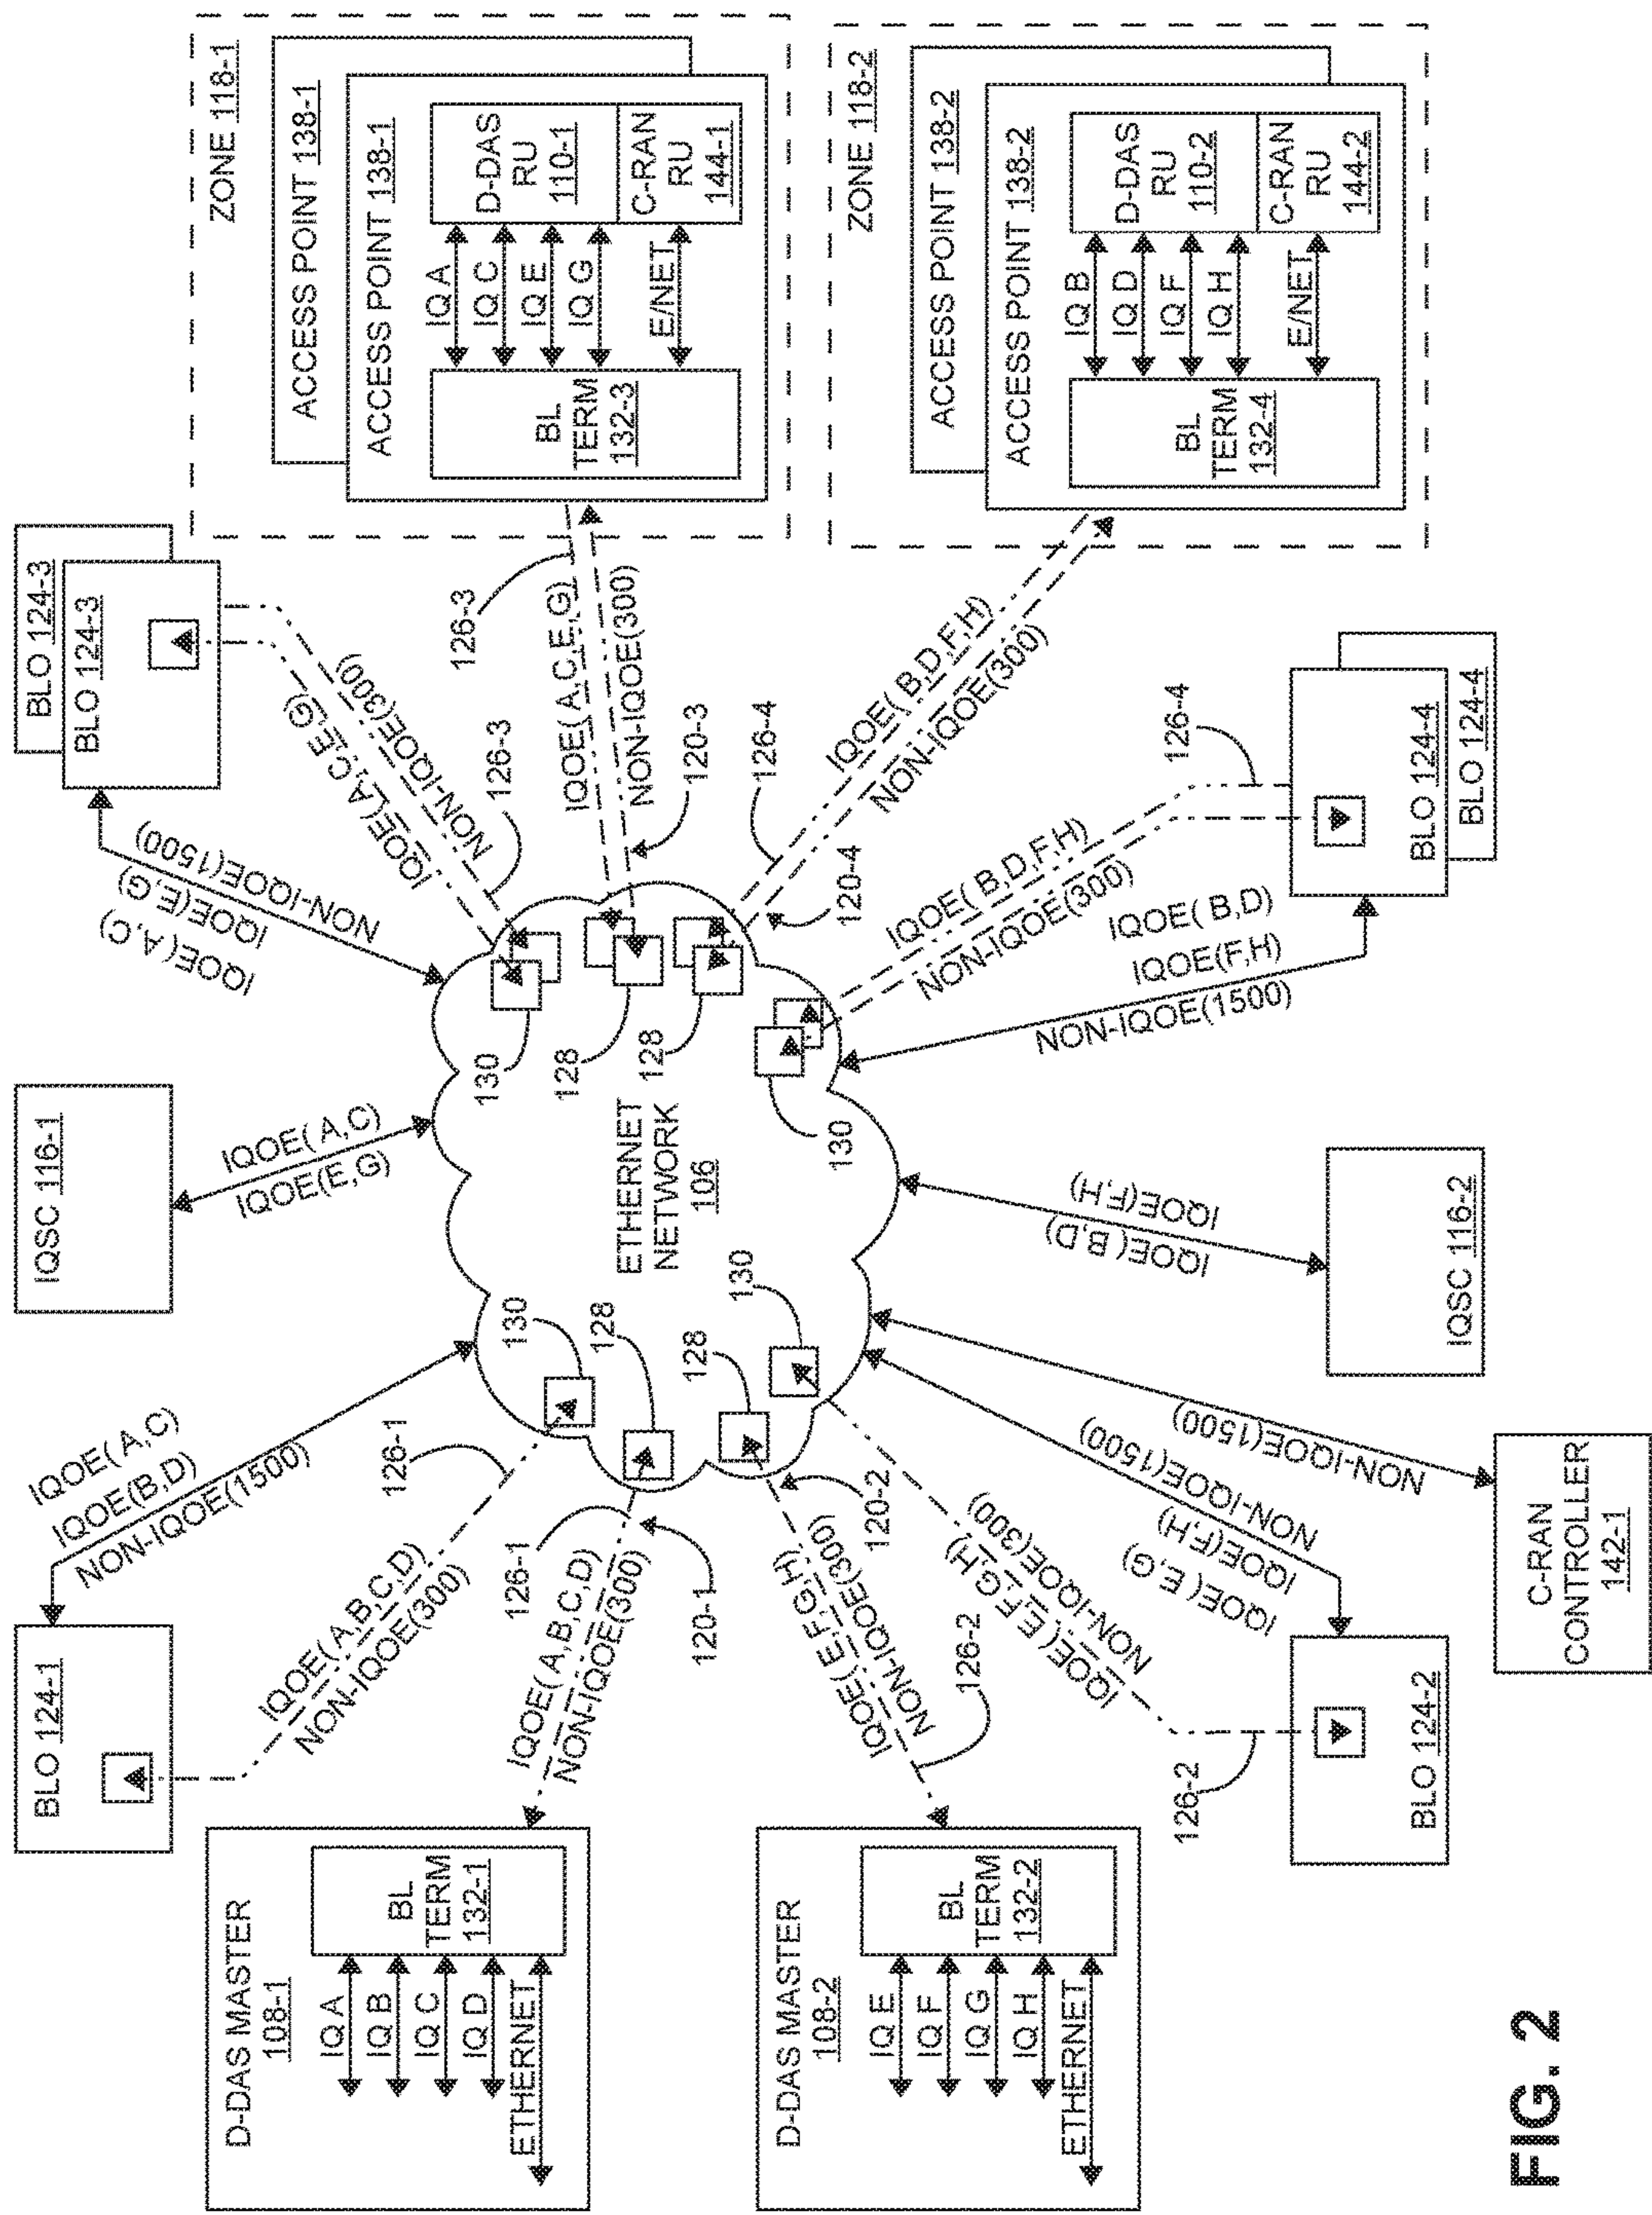 BLO 124-1
IQOE( A,C)
IQOE(B,D)
NON-IQOE(1500)
IQOE( A,B,C,D)
NON-IQOE(300)
126-1
IQSC 116-1
IQOE( A,C)
IQOE(E,G)
BLO 124-3
BLO 124-3
NON-IQOE(1500)
IQOE(E,G)
IQOE( A,C)
IQOE( A,C,E,G)
NON-IQOE(300)
126-3
D-DAS MASTER
108-1
IQ A
IQ B
IQ C
IQ D
ETHERNET
BL
TERM
132-1
IQOE( A,B,C,D)
NON-IQOE(300)
126-1
120-1
130
128
128
130
ETHERNET
NETWORK
106
130
128
128
130
126-3
IQOE( A,C,E,G)
NON-IQOE(300)
120-3
ZONE 118-1
ACCESS POINT 138-1
ACCESS POINT 138-1
BL
TERM
132-3
IQ A
IQ C
IQ E
IQ G
E/NET
D-DAS
RU
110-1
C-RAN
RU
144-1
D-DAS MASTER
108-2
IQ E
IQ F
IQ G
IQ H
ETHERNET
BL
TERM
132-2
IQOE( E,F,G,H)
NON-IQOE(300)
126-2
120-2
126-4
120-4
IQOE( B,D,F,H)
NON-IQOE(300)
ZONE 118-2
ACCESS POINT 138-2
ACCESS POINT 138-2
BL
TERM
132-4
IQ B
IQ D
IQ F
IQ H
E/NET
D-DAS
RU
110-2
C-RAN
RU
144-2
NON-IQOE(300)
IQOE( E,F,G,H)
126-2
BLO 124-2
NON-IQOE(1500)
IQOE(F,H)
IQOE( E,G)
NON-IQOE(1500)
C-RAN
CONTROLLER
142-1
IQOE(F,H)
IQOE( B,D)
IQSC 116-2
IQOE( B,D,F,H)
NON-IQOE(300)
126-4
IQOE( B,D)
IQOE(F,H)
NON-IQOE(1500)
BLO 124-4
BLO 124-4
FIG. 2